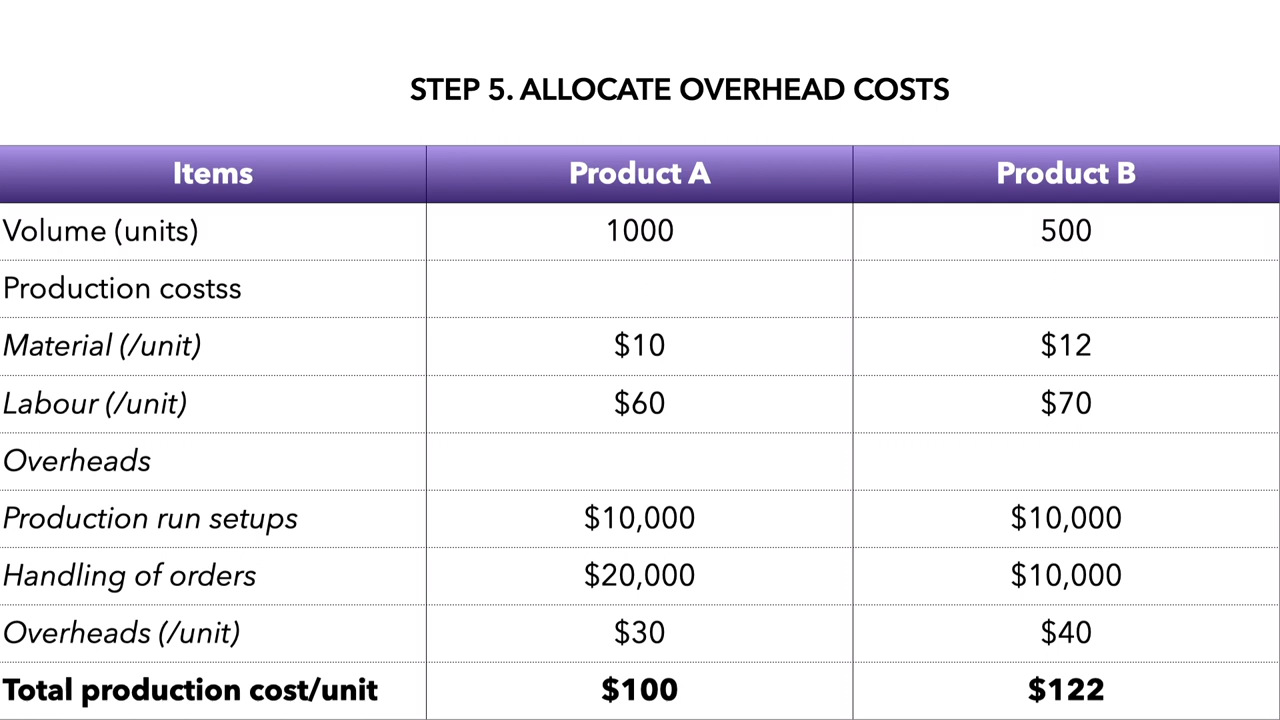 STEP 5. ALLOCATE OVERHEAD COSTS
Items Product A Product B
Volume (units) 1000 500
Production costss
Material (/unit) $10 $12
Labour (/unit) $60 $70
Overheads
Production run setups $10,000 $10,000
Handling of orders $20,000 $10,000
Overheads (/unit) $30 $40
Total production cost/unit $100 $122